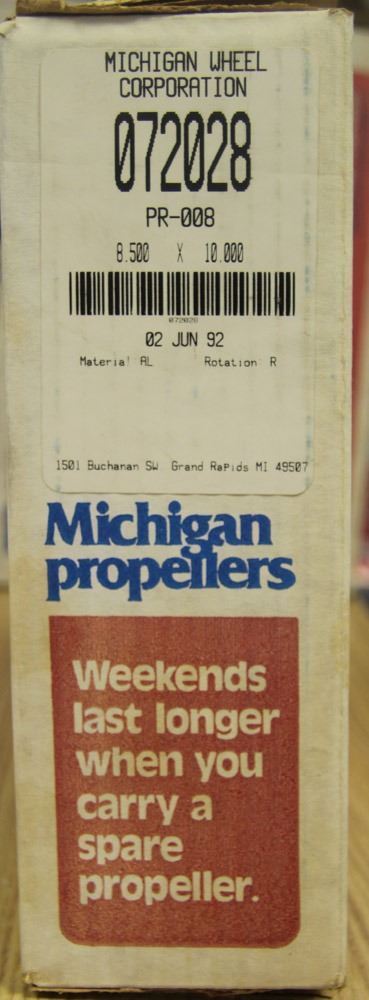 MICHIGAN WHEEL
CORPORATION
072028
PR-008
8.500 X 10.000
072028
02 JUN 92
Material AL Rotation R
1501 Buchanan SW Grand Rapids MI 49507
Michigan
propellers
Weekends
last longer
when you
carry a
spare
propeller.